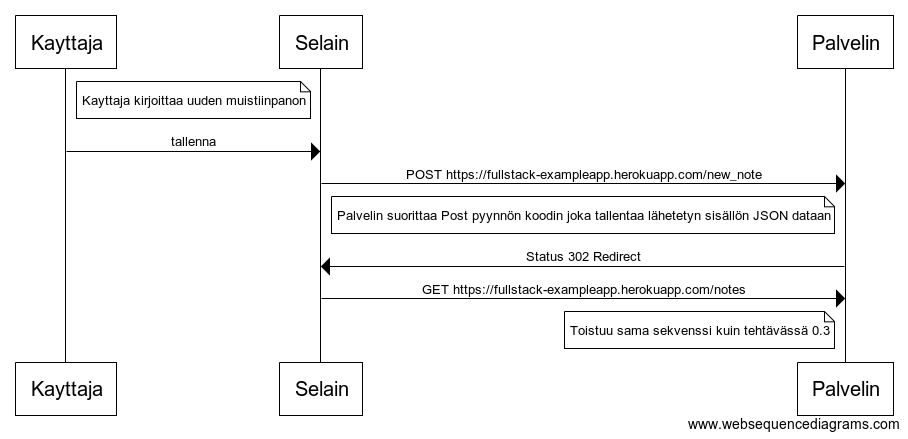 Kayttaja
Selain
Palvelin
Kayttaja kirjoittaa uuden muistiinpanon
tallenna
POST https://fullstack-exampleapp.herokuapp.com/new_note
Palvelin suorittaa Post pyynnön koodin joka tallentaa lähetetyn sisällön JSON dataan
Status 302 Redirect
GET https://fullstack-exampleapp.herokuapp.com/notes
Toistuu sama sekvenssi kuin tehtävässä 0.3
Kayttaja
Selain
Palvelin
www.websequencediagrams.com